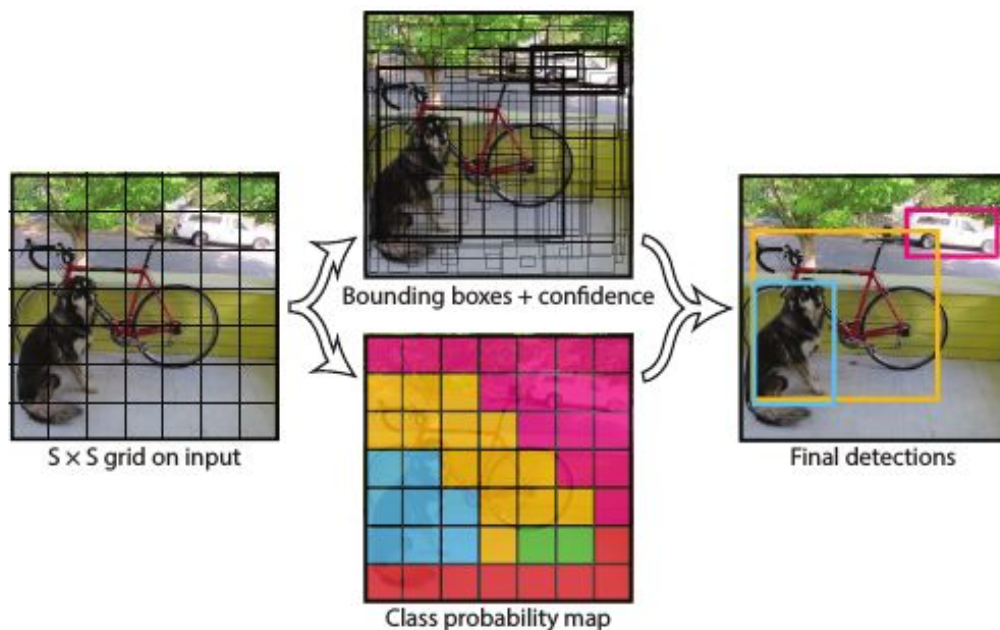 Bounding boxes + confidence
S × S grid on input
Final detections
Class probability map